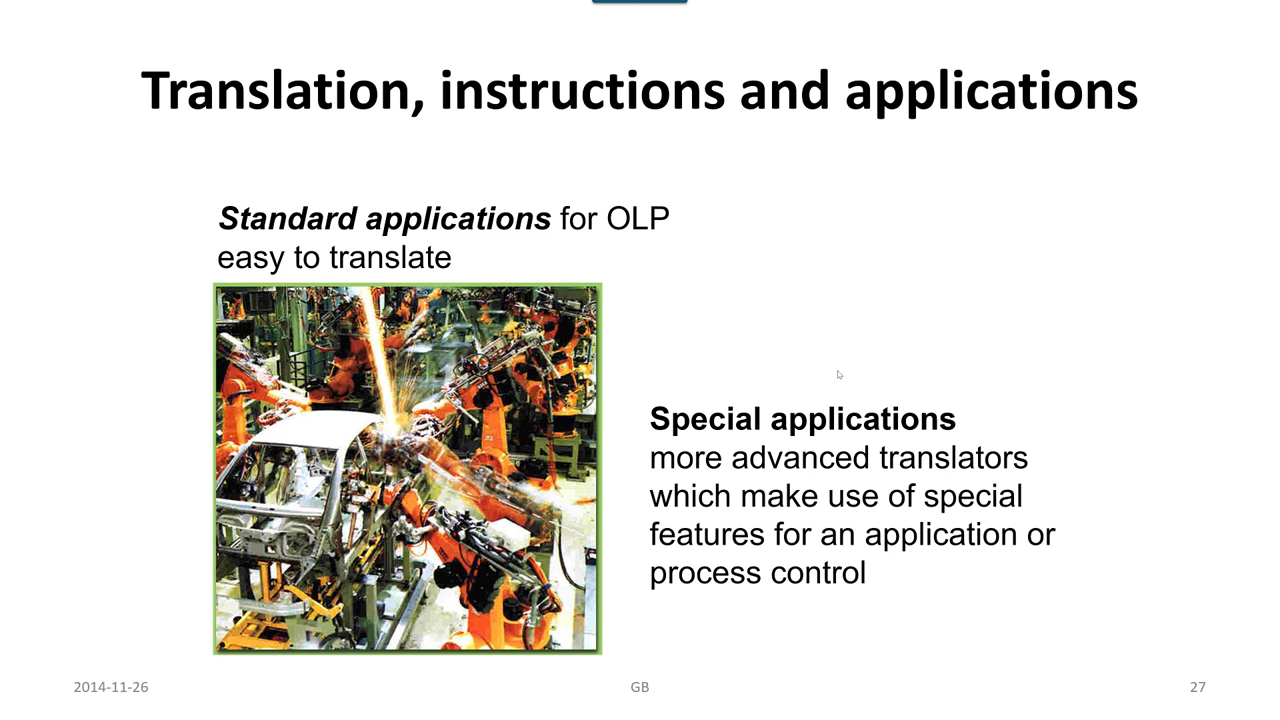 Translation, instructions and applications
Standard applications for OLP
easy to translate
Special applications
more advanced translators
which make use of special
features for an application or
process control
2014-11-26
GB
27